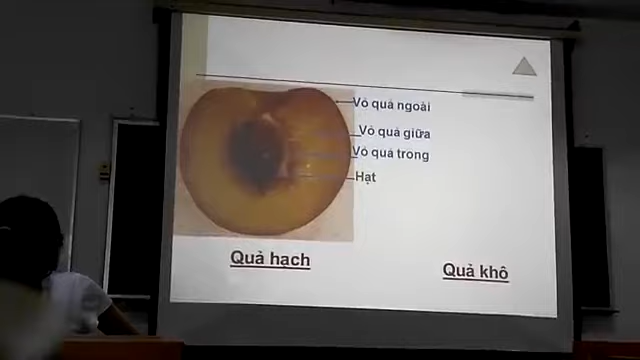 Vỏ quả ngoài
Vỏ quả giữa
Vỏ quả trong
Hạt
Quả hạch
Quả khô